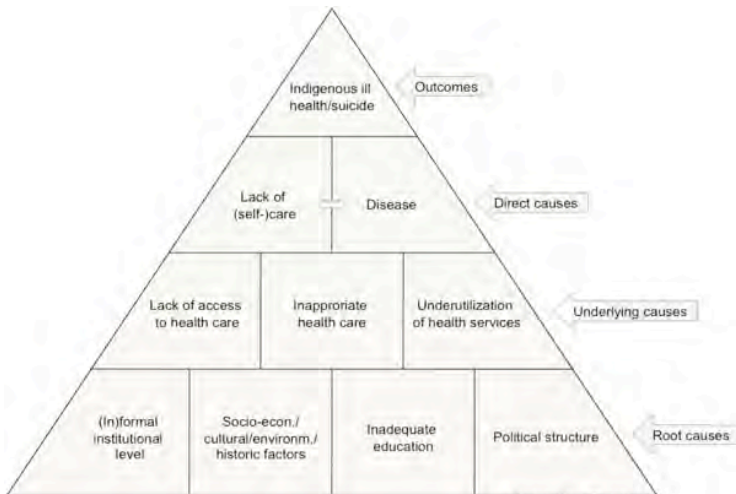 Indigenous ill
health/suicide
Outcomes
Lack of
(self-)care
Disease
Direct causes
Lack of access
to health care
Inapproriate
health care
Underutilization
of health services
Underlying causes
(In)formal
institutional
level
Socio-econ./
cultural/environm./
historic factors
Inadequate
education
Political structure
Root causes